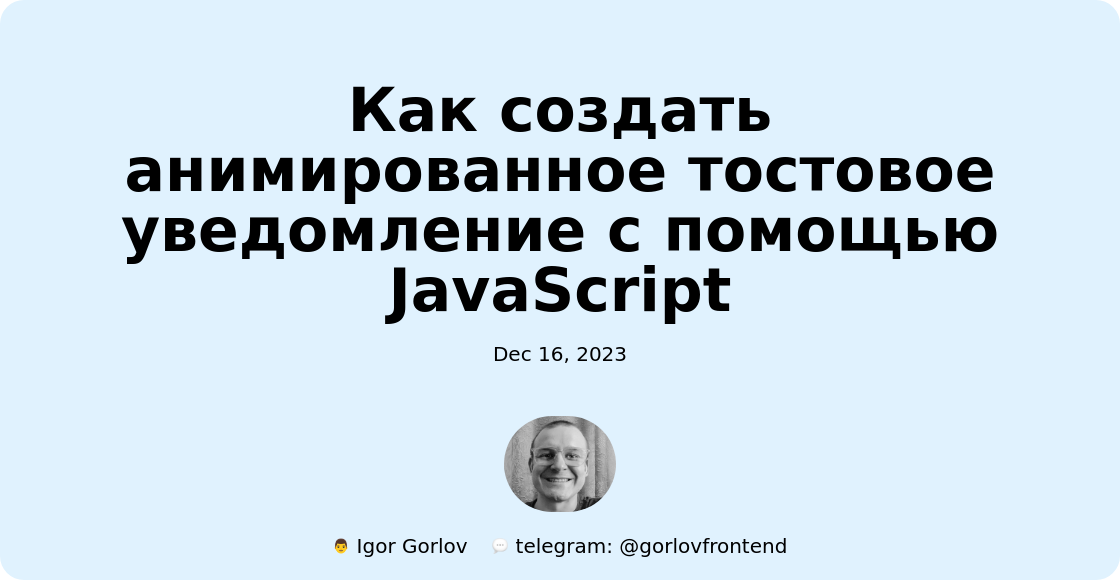 Как создать
анимированное тостовое
уведомление с помощью
JavaScript
Dec 16, 2023
👨 Igor Gorlov 💬 telegram: @gorlovfrontend